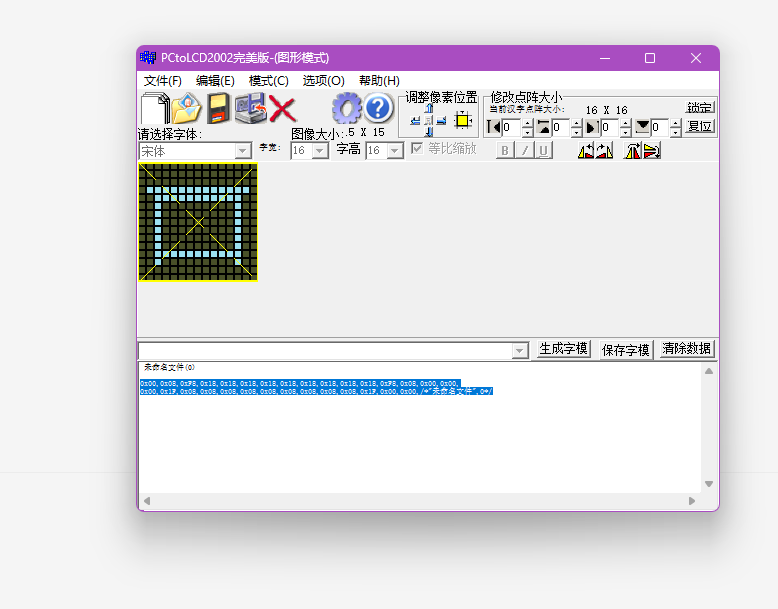 PCtoLCD2002完美版-(图形模式)
文件(F) 编辑(E) 模式(C) 选项(O) 帮助(H)
调整像素位置
修改点阵大小
当前汉字点阵大小: 16 X 16
锁定
0 0 0 0
复位
请选择字体:
图像大小:.5 X 15
宋体
字宽: 16 字高 16
等比缩放
B I U
生成字模 保存字模 清除数据
未命名文件(0)
0x00,0x08,0xF8,0x18,0x18,0x18,0x18,0x18,0x18,0x18,0x18,0x18,0xF8,0x08,0x00,0x00,
0x00,0x1F,0x08,0x08,0x08,0x08,0x08,0x08,0x08,0x08,0x08,0x1F,0x00,0x00,/*"未命名文件",0*/